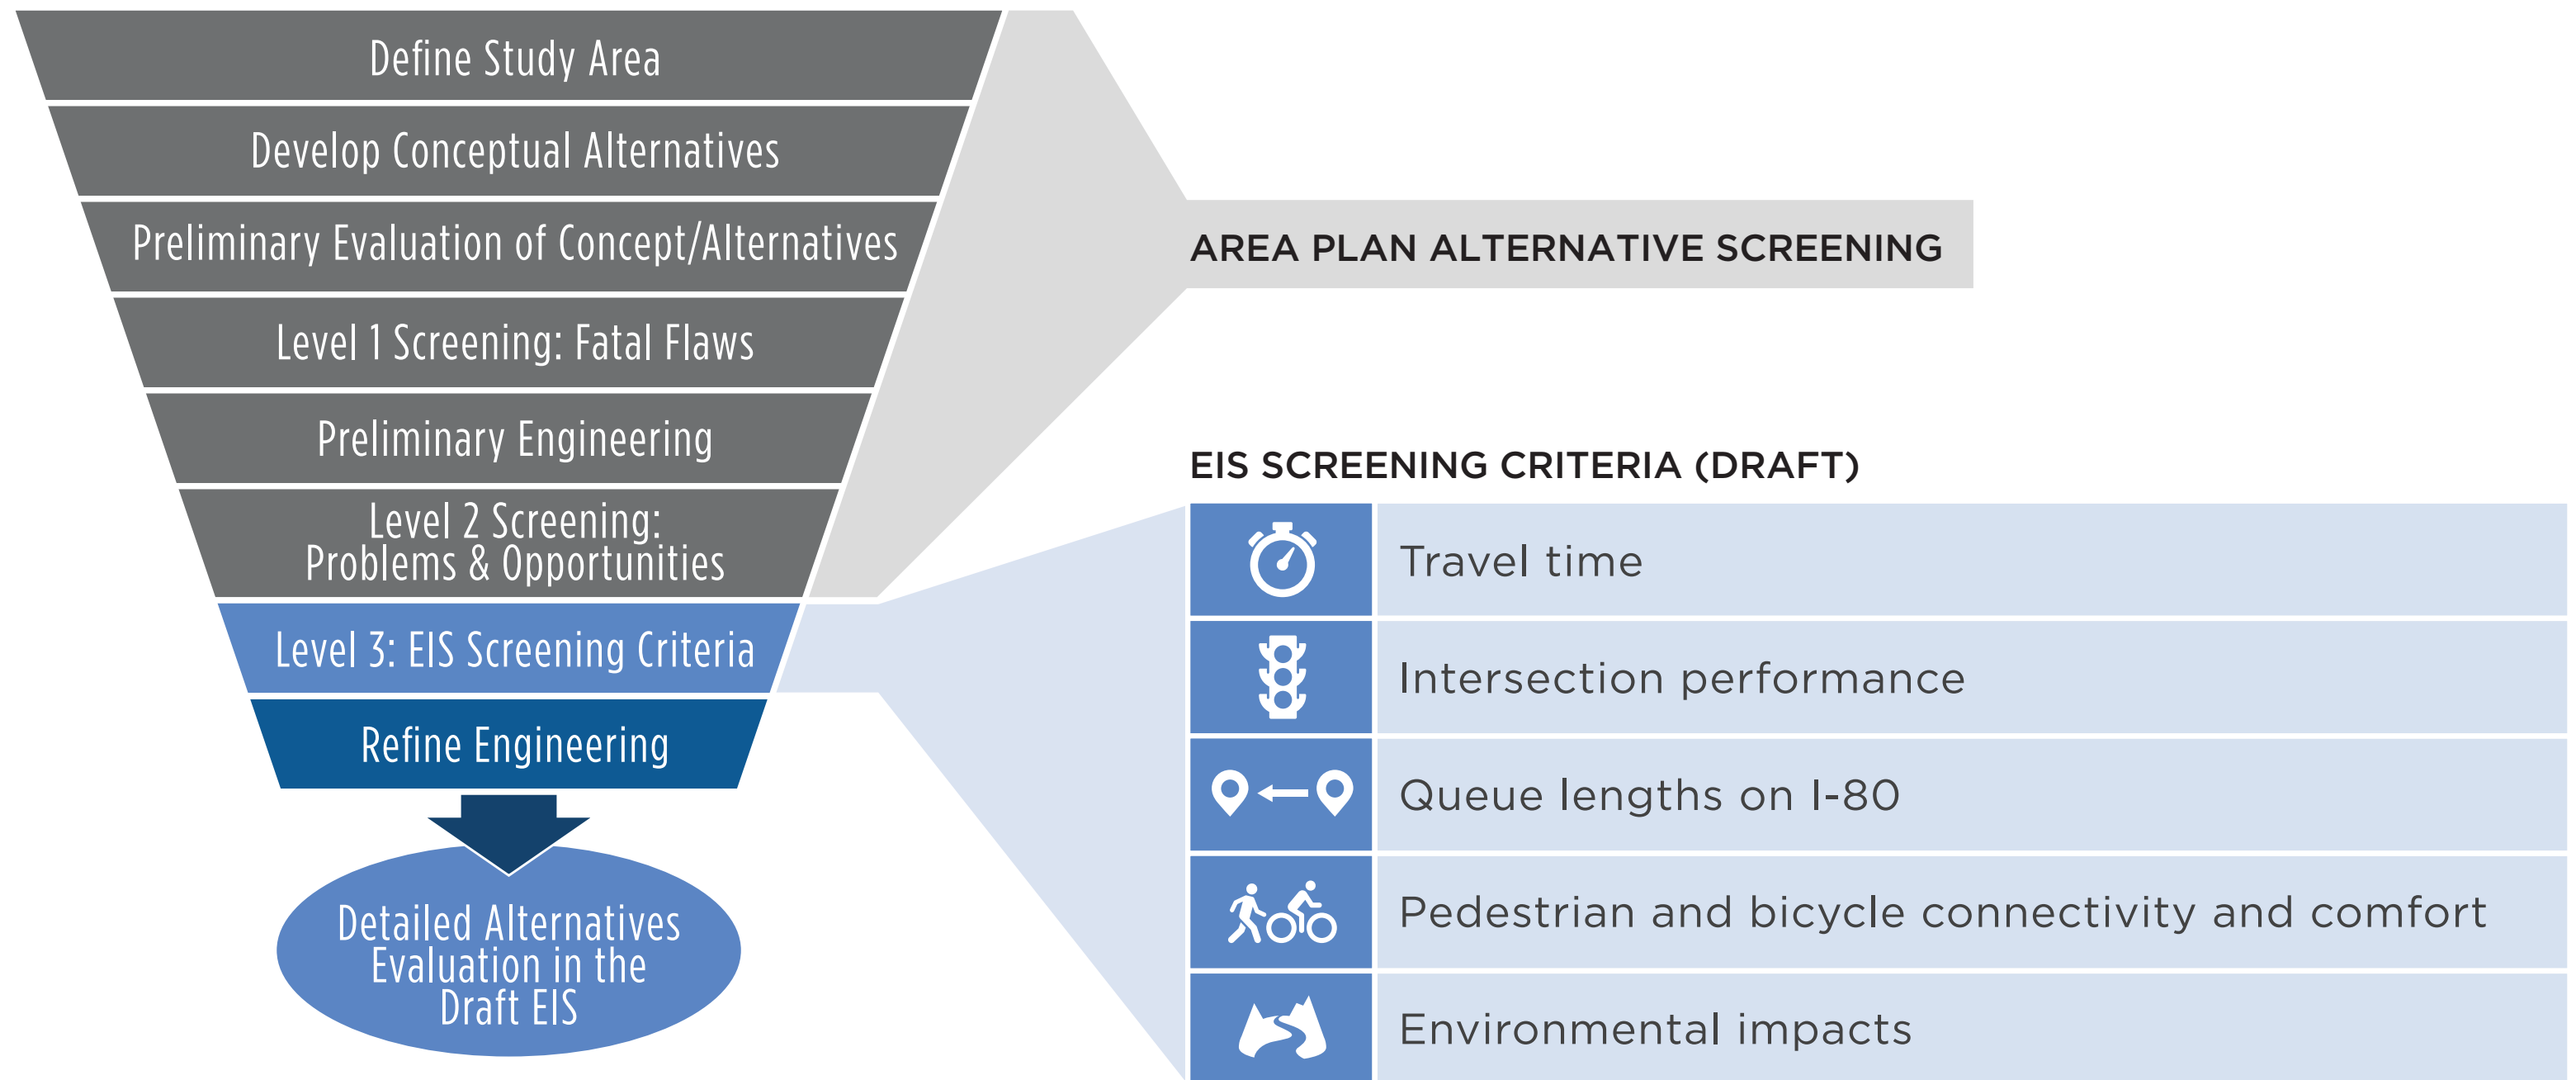 Define Study Area
Develop Conceptual Alternatives
Preliminary Evaluation of Concept/Alternatives
Level 1 Screening: Fatal Flaws
Preliminary Engineering
Level 2 Screening:
Problems & Opportunities
Level 3: EIS Screening Criteria
Refine Engineering
Detailed Alternatives
Evaluation in the
Draft EIS
AREA PLAN ALTERNATIVE SCREENING
EIS SCREENING CRITERIA (DRAFT)
Travel time
Intersection performance
Queue lengths on I-80
Pedestrian and bicycle connectivity and comfort
Environmental impacts